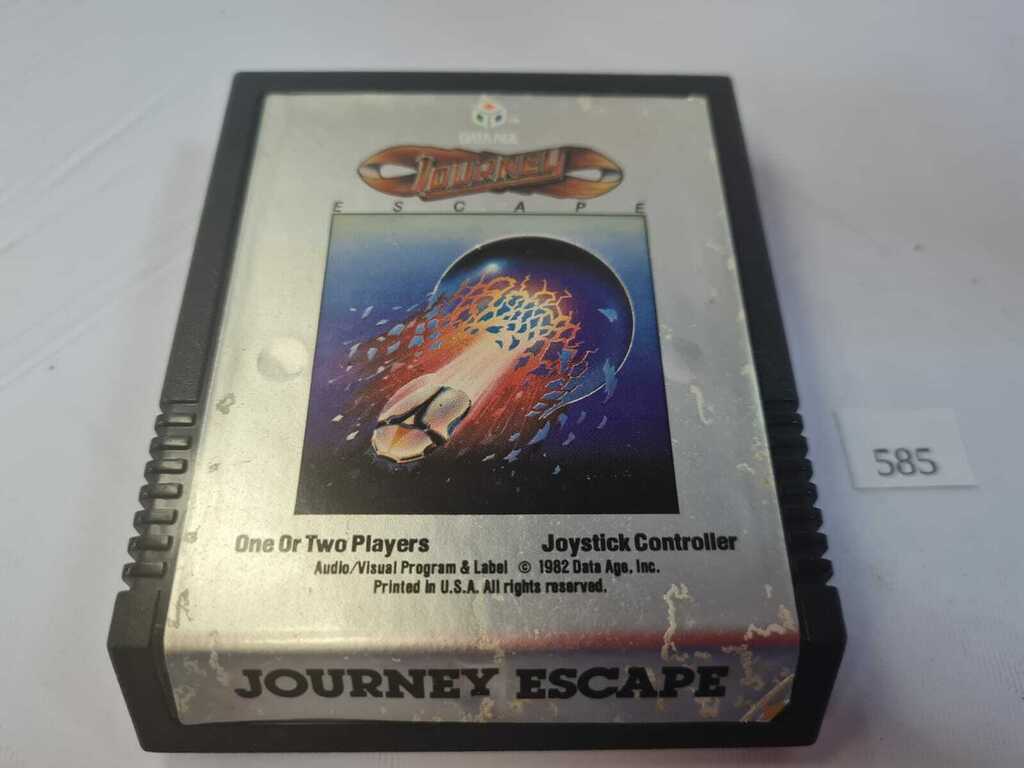 DATA AGE
JOURNEY
ESCAPE
One Or Two Players Joystick Controller
Audio/Visual Program & Label © 1982 Data Age, Inc.
Printed in U.S.A. All rights reserved.
JOURNEY ESCAPE
585